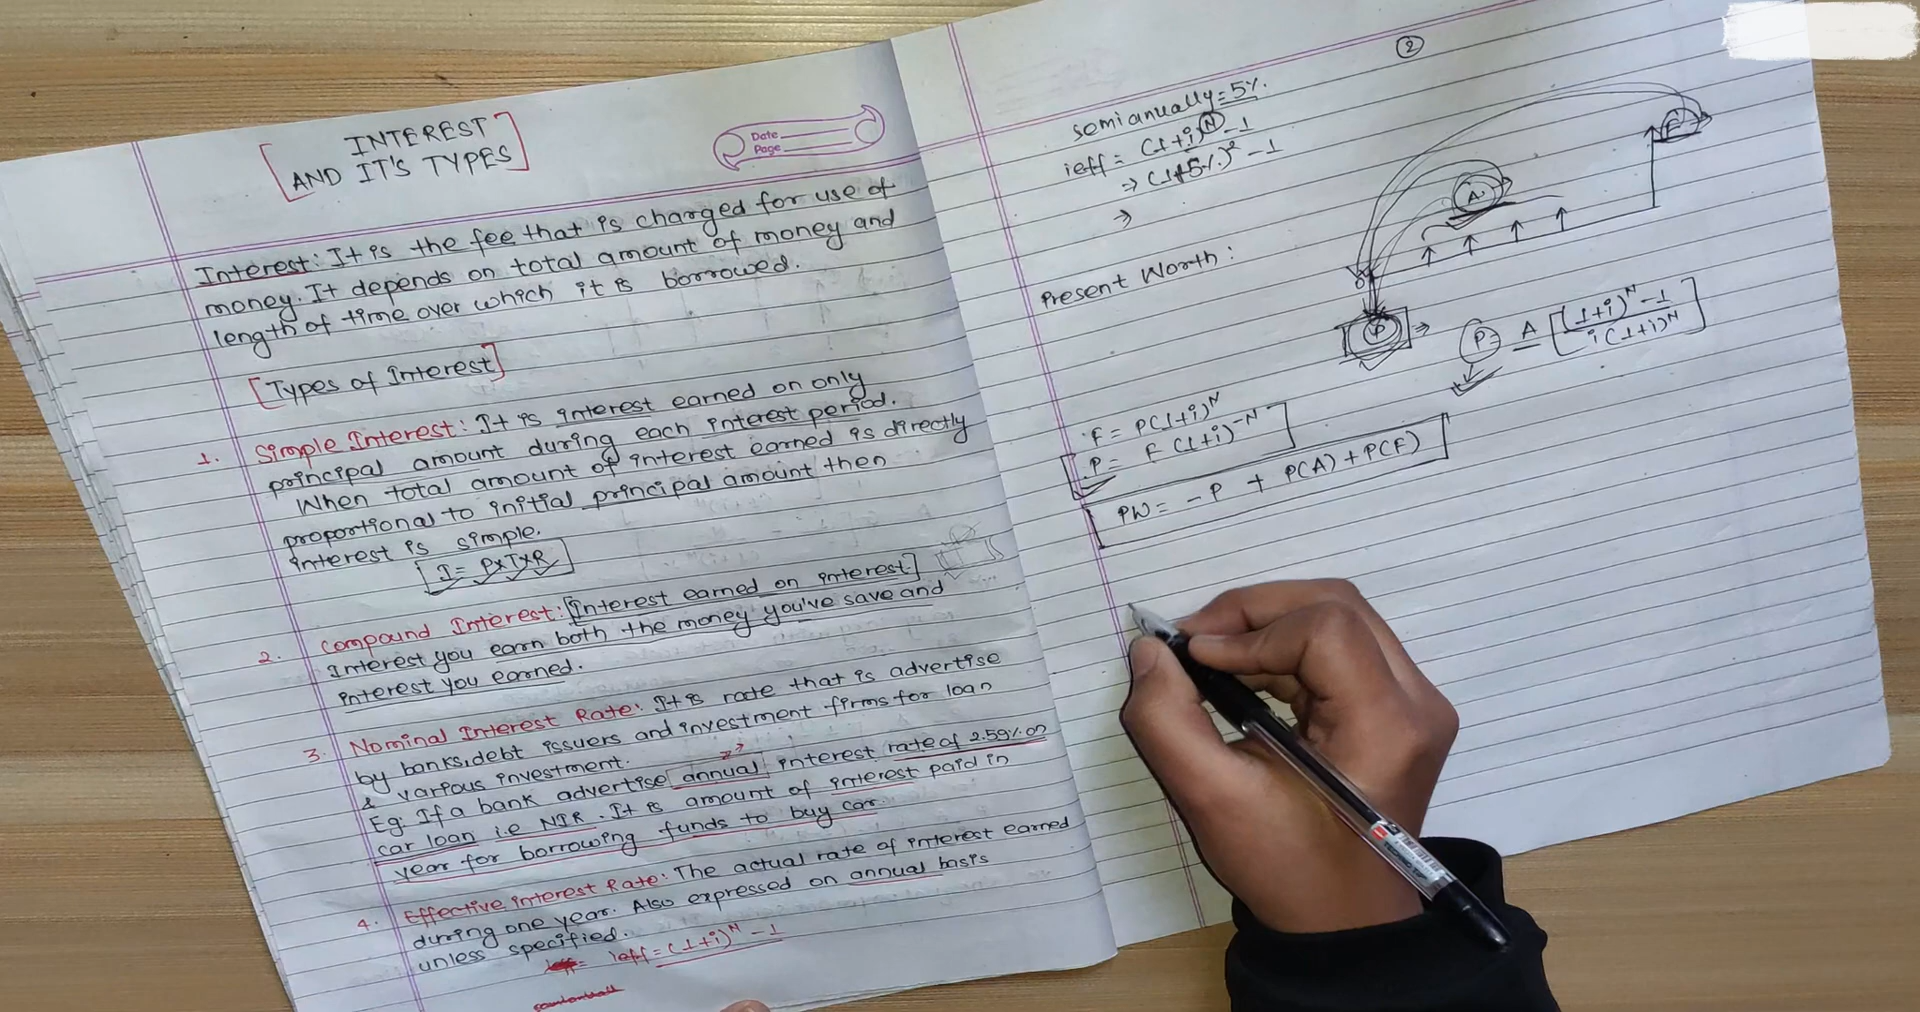 INTEREST
AND IT'S TYPES
Date
Page
Interest: It is the fee that is charged for use of
money. It depends on total amount of money and
length of time over which it is borrowed.
[Types of Interest]
1. Simple Interest: It is interest earned on only
principal amount during each interest period.
When total amount of interest earned is directly
proportional to initial principal amount then
interest is simple.
I = P×T×R
2. Compound Interest: [Interest earned on interest]
Interest you earn both the money you've save and
interest you earned.
3. Nominal Interest Rate: It is rate that is advertise
by banks, debt issuers and investment firms for loan
& various investment.
Eg: If a bank advertise annual interest rate of 2.59% on
car loan i.e NIR. It is amount of interest paid in
year for borrowing funds to buy car.
4. Effective interest Rate: The actual rate of interest earned
during one year. Also expressed on annual basis
unless specified.
ieff = (1+i)^N - 1
2
semianually = 5%.
ieff = (1+i)^N - 1
⇒ (1+5%)² - 1
⇒
Present Worth:
A
F
P
P = A [(1+i)^N - 1 / i(1+i)^N]
F = P(1+i)^N
P = F (1+i)^-N
PW = -P + P(A) + P(F)